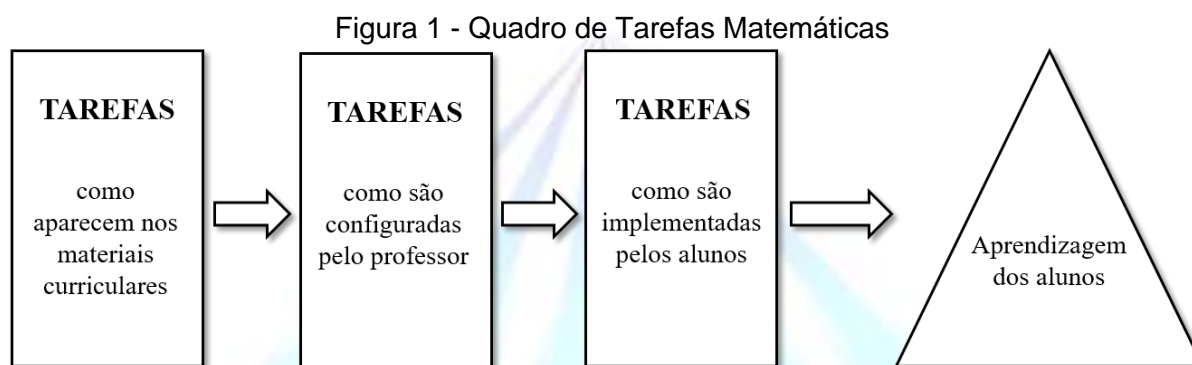 Figura 1 - Quadro de Tarefas Matemáticas
TAREFAS
como
aparecem nos
materiais
curriculares
TAREFAS
como são
configuradas
pelo professor
TAREFAS
como são
implementadas
pelos alunos
Aprendizagem
dos alunos